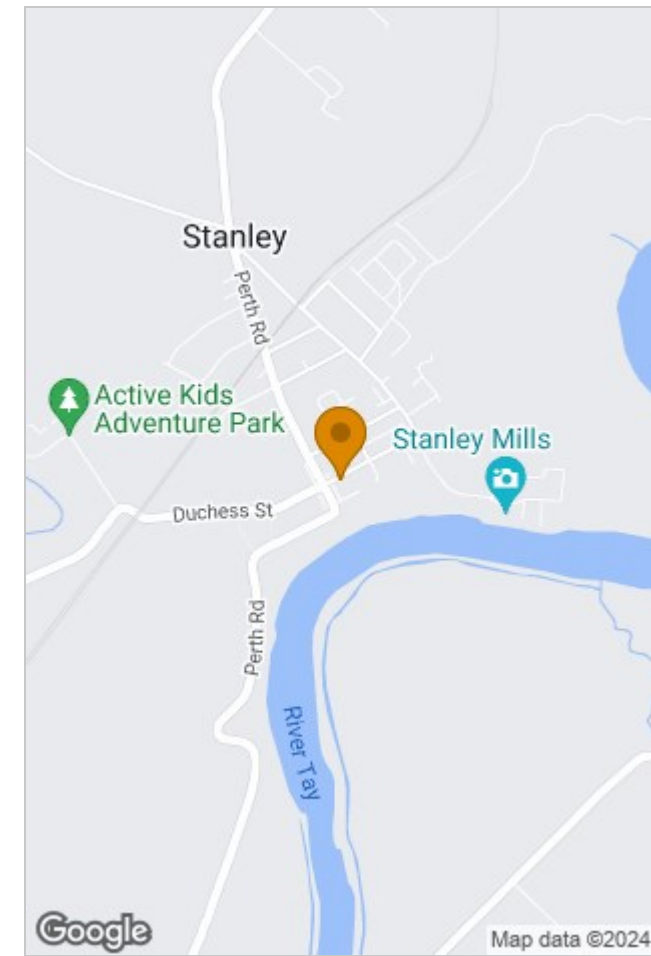 Stanley
Perth Rd
Active Kids
Adventure Park
Stanley Mills
Duchess St
Perth Rd
River Tay
Google
Map data ©2024